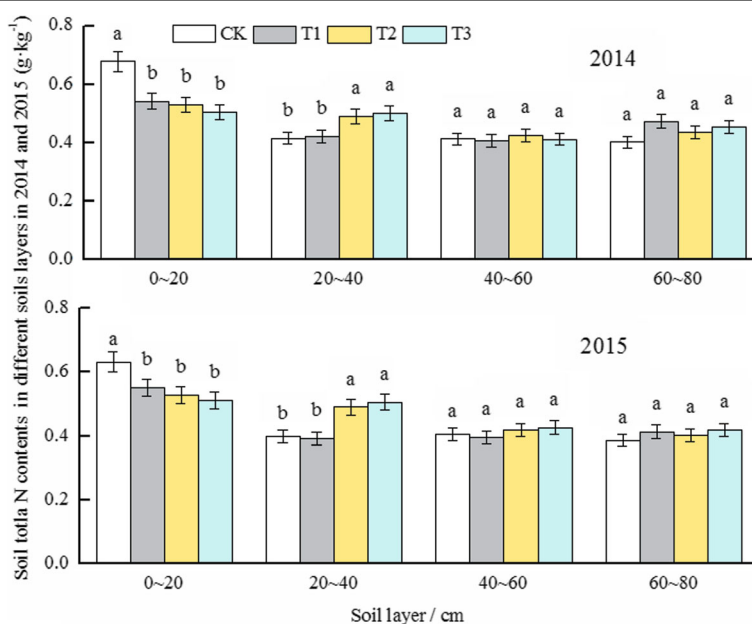 Soil totla N contents in different soils layers in 2014 and 2015 (g·kg⁻¹)
CK T1 T2 T3
2014
0.8
0.6
0.4
0.2
0.0
a b b b b b a a a a a a a a a a
0~20 20~40 40~60 60~80
2015
0.8
0.6
0.4
0.2
0.0
a b b b b b a a a a a a a a a a
0~20 20~40 40~60 60~80
Soil layer / cm